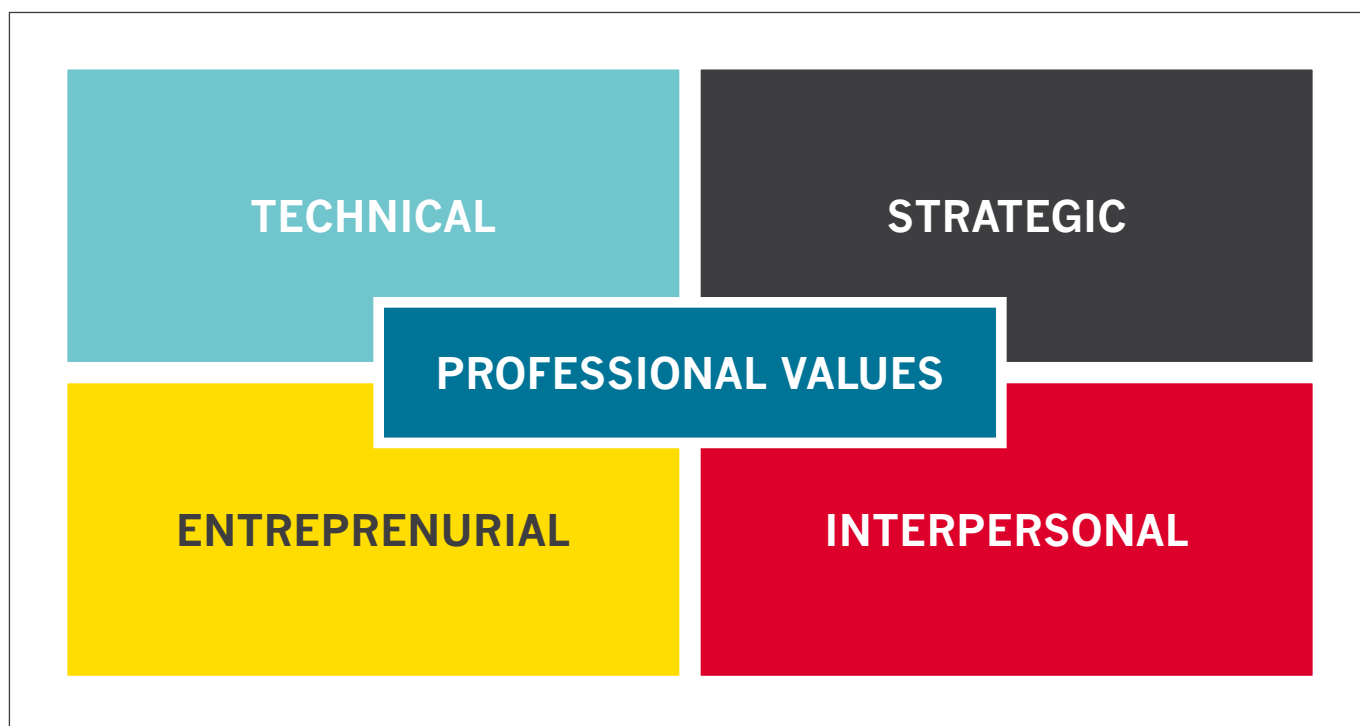 TECHNICAL
STRATEGIC
PROFESSIONAL VALUES
ENTREPRENURIAL
INTERPERSONAL